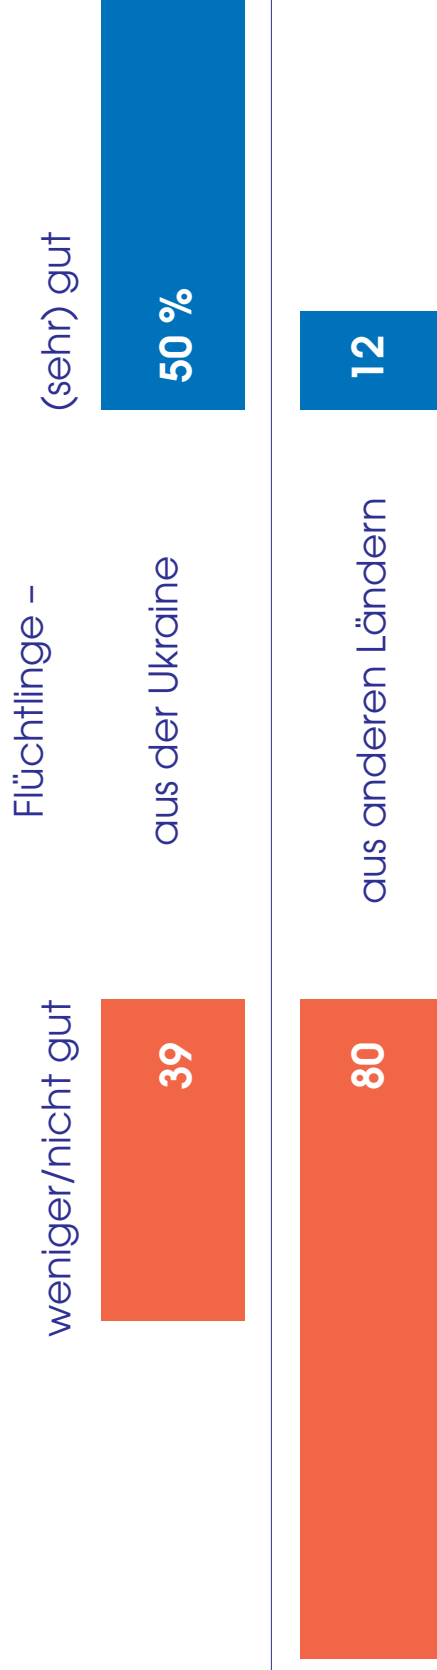 Flüchtlinge –
weniger/nicht gut
(sehr) gut
39
aus der Ukraine
50 %
80
aus anderen Ländern
12